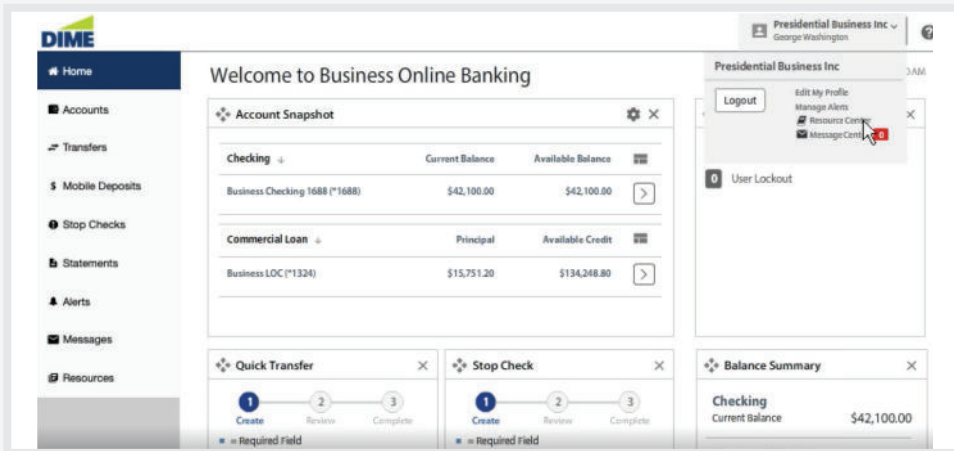 DIME
Presidential Business Inc
George Washington
Home
Accounts
Transfers
$ Mobile Deposits
Stop Checks
Statements
Alerts
Messages
Resources
Welcome to Business Online Banking
Presidential Business Inc
Logout
Edit My Profile
Manage Alerts
Resource Center
Message 0
AM
Account Snapshot
Checking Current Balance Available Balance
Business Checking 1688 (*1688) $42,100.00 $42,100.00
Commercial Loan Principal Available Credit
Business LOC (*1324) $15,751.20 $134,248.80
0 User Lockout
Quick Transfer
1 2 3
Create Review Complete
= Required Field
Stop Check
1 2 3
Create Review Complete
= Required Field
Balance Summary
Checking
Current Balance $42,100.00